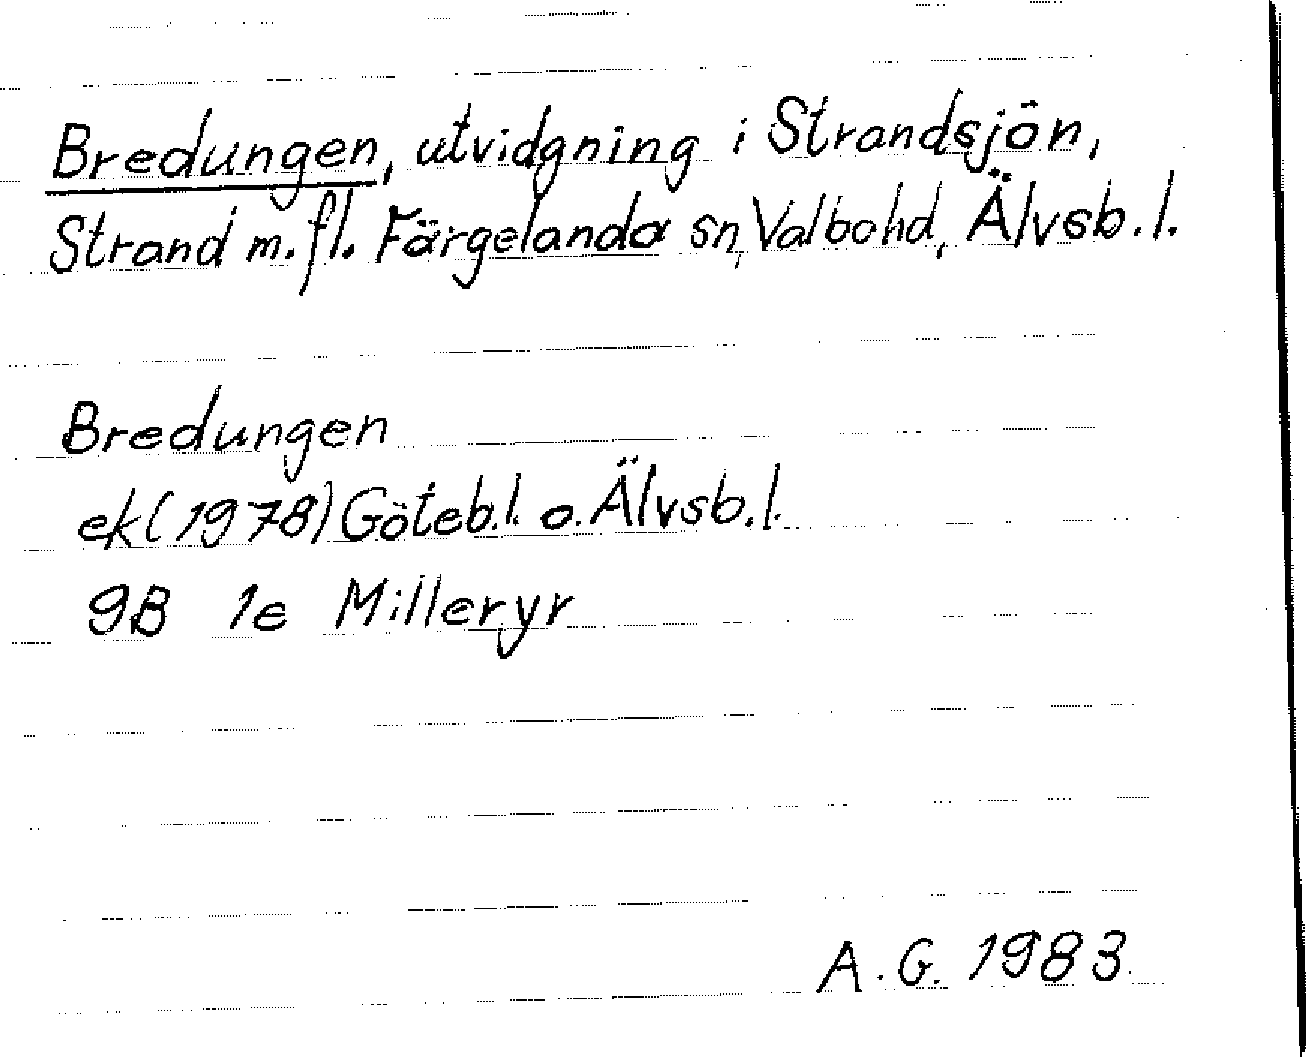 Bredungen, utvidgning i Strandsjön,
Strand m.fl. Färgelanda sn, Valbohd, Älvsb.l.
Bredungen
ek (1978) Göteb.l. o. Älvsb.l.
9B 1e Milleryr
A.G. 1983